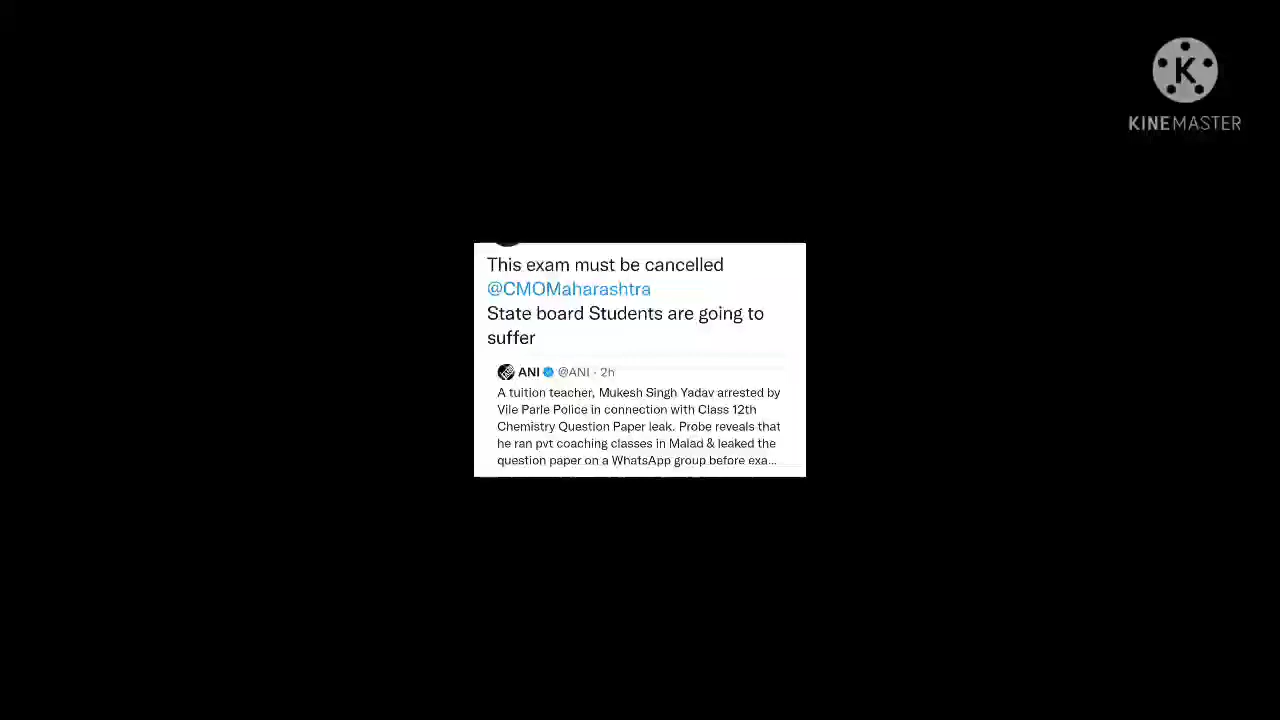 K
KINEMASTER
This exam must be cancelled
@CMOMaharashtra
State board Students are going to
suffer
ANI @ANI · 2h
A tuition teacher, Mukesh Singh Yadav arrested by
Vile Parle Police in connection with Class 12th
Chemistry Question Paper leak. Probe reveals that
he ran pvt coaching classes in Malad & leaked the
question paper on a WhatsApp group before exa...